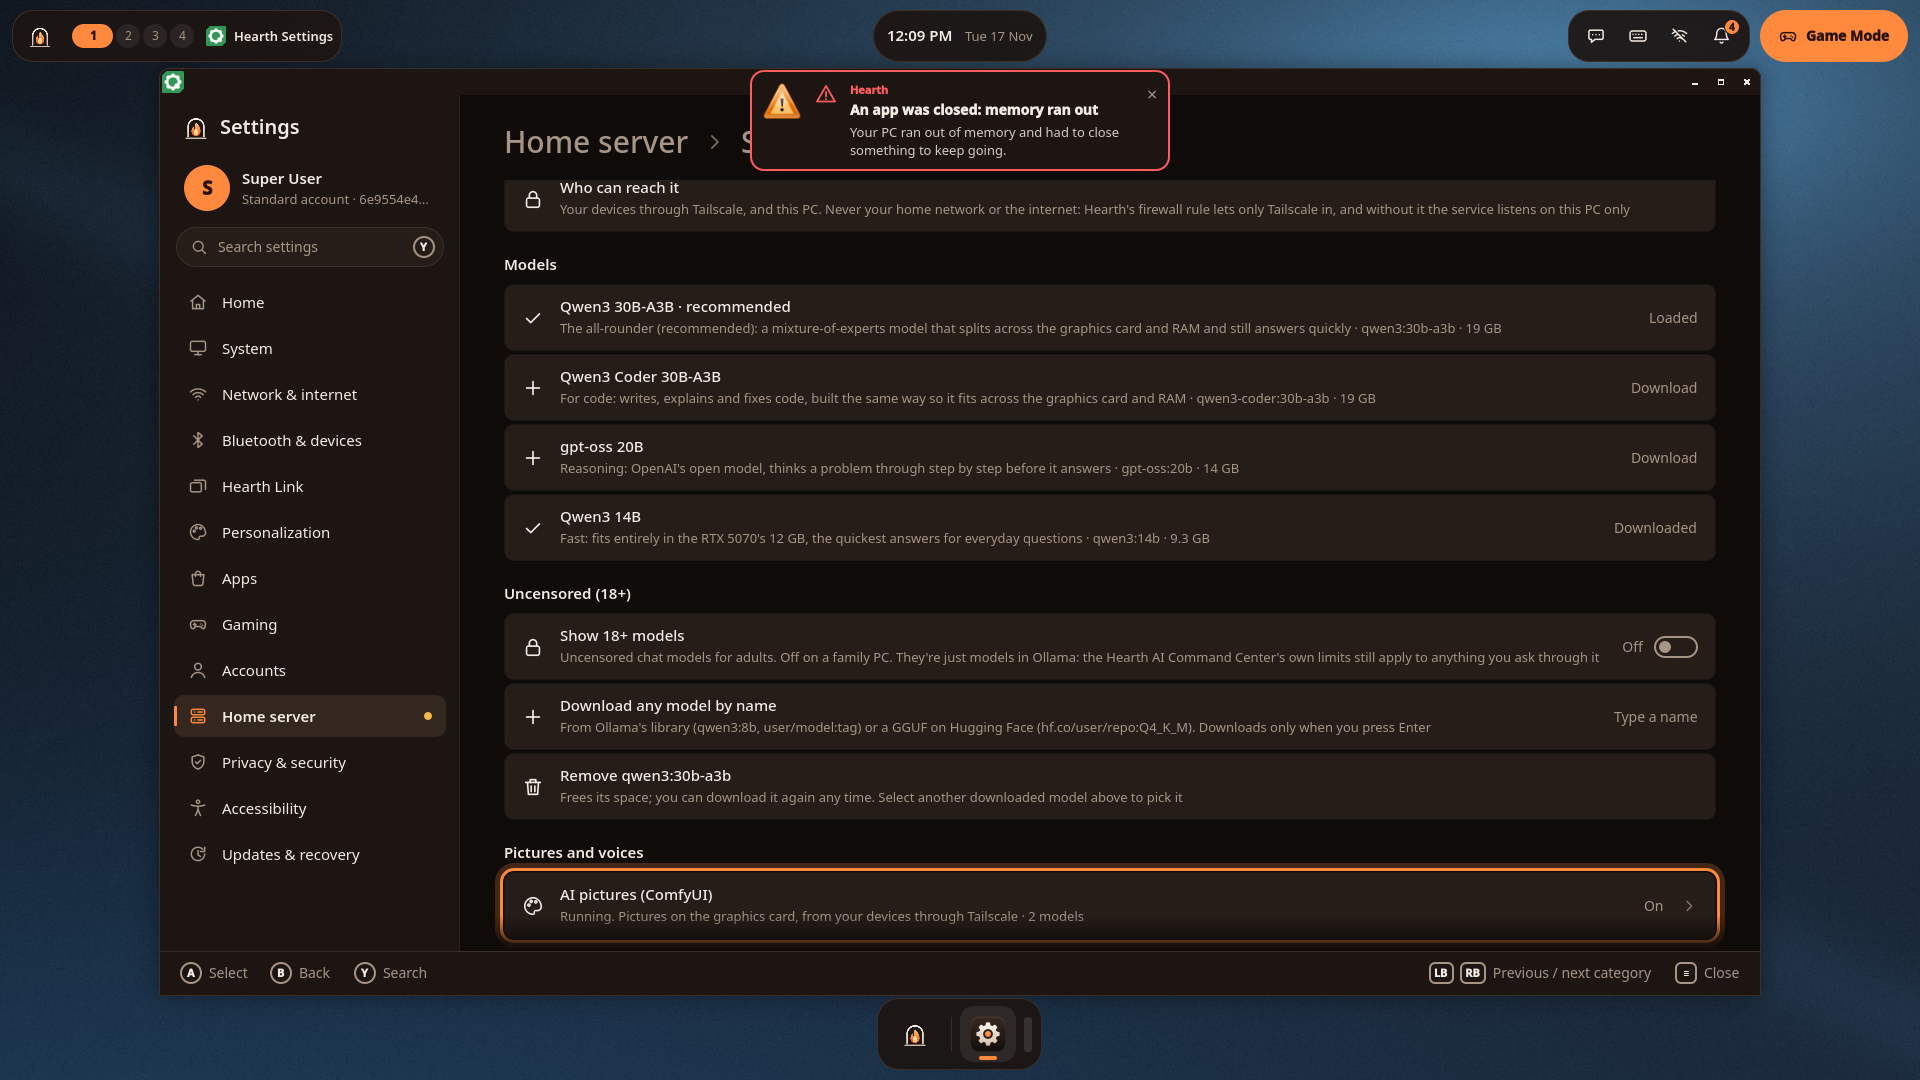 1 2 3 4 Hearth Settings
12:09 PM Tue 17 Nov
4
Game Mode
Hearth
An app was closed: memory ran out
Your PC ran out of memory and had to close
something to keep going.
Settings
S
Super User
Standard account · 6e9554e4...
Search settings Y
Home
System
Network & internet
Bluetooth & devices
Hearth Link
Personalization
Apps
Gaming
Accounts
Home server
Privacy & security
Accessibility
Updates & recovery
Home server > S
Who can reach it
Your devices through Tailscale, and this PC. Never your home network or the internet: Hearth's firewall rule lets only Tailscale in, and without it the service listens on this PC only
Models
Qwen3 30B-A3B · recommended
The all-rounder (recommended): a mixture-of-experts model that splits across the graphics card and RAM and still answers quickly · qwen3:30b-a3b · 19 GB
Loaded
Qwen3 Coder 30B-A3B
For code: writes, explains and fixes code, built the same way so it fits across the graphics card and RAM · qwen3-coder:30b-a3b · 19 GB
Download
gpt-oss 20B
Reasoning: OpenAI's open model, thinks a problem through step by step before it answers · gpt-oss:20b · 14 GB
Download
Qwen3 14B
Fast: fits entirely in the RTX 5070's 12 GB, the quickest answers for everyday questions · qwen3:14b · 9.3 GB
Downloaded
Uncensored (18+)
Show 18+ models
Uncensored chat models for adults. Off on a family PC. They're just models in Ollama: the Hearth AI Command Center's own limits still apply to anything you ask through it
Off
Download any model by name
From Ollama's library (qwen3:8b, user/model:tag) or a GGUF on Hugging Face (hf.co/user/repo:Q4_K_M). Downloads only when you press Enter
Type a name
Remove qwen3:30b-a3b
Frees its space; you can download it again any time. Select another downloaded model above to pick it
Pictures and voices
AI pictures (ComfyUI)
Running. Pictures on the graphics card, from your devices through Tailscale · 2 models
On
A Select B Back Y Search
LB RB Previous / next category Close